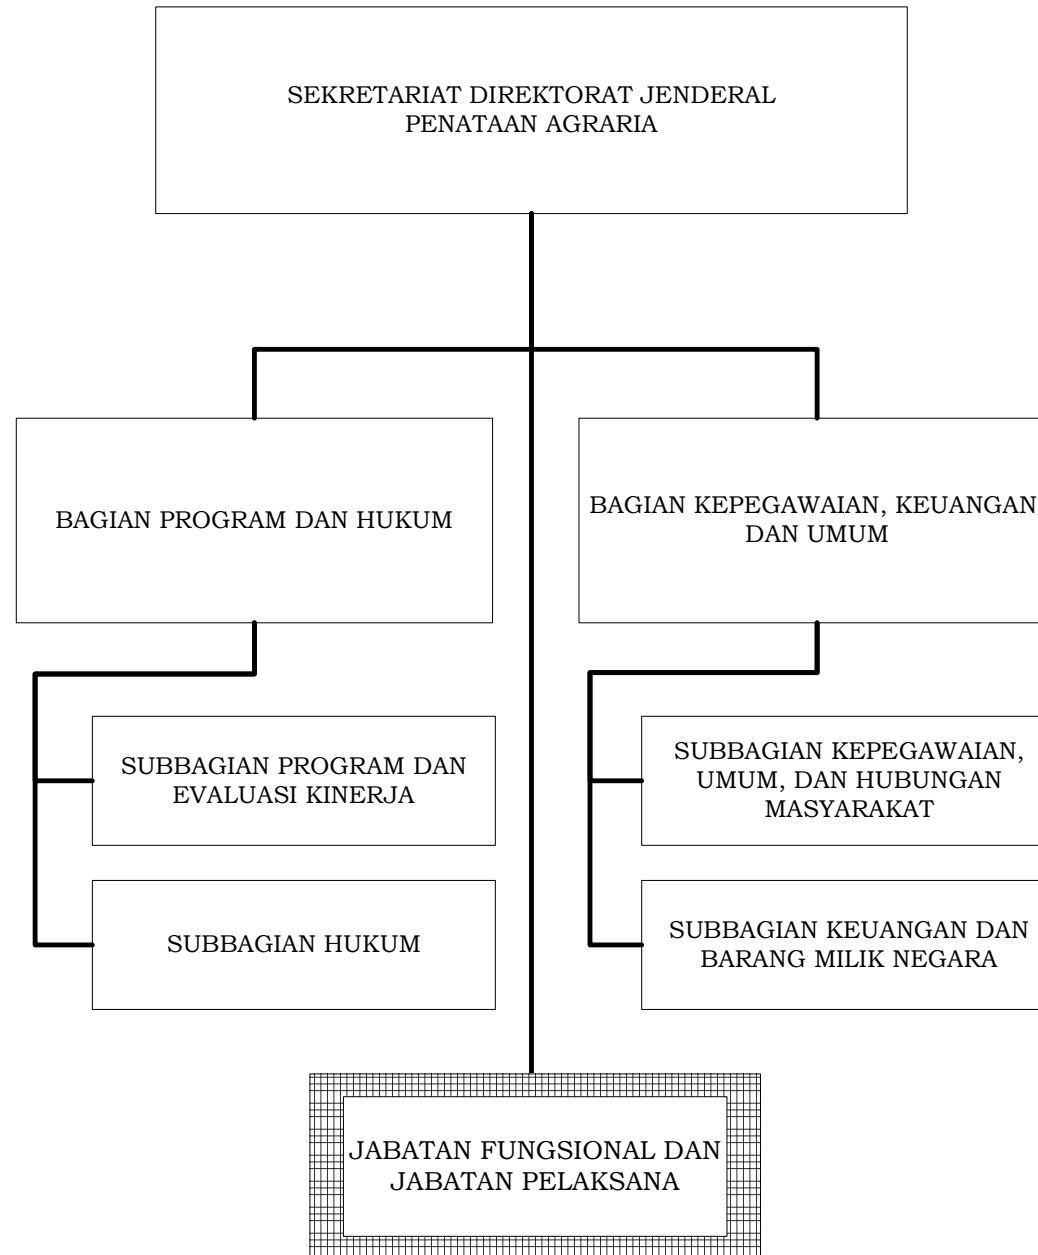 SEKRETARIAT DIREKTORAT JENDERAL
PENATAAN AGRARIA
BAGIAN PROGRAM DAN HUKUM
BAGIAN KEPEGAWAIAN, KEUANGAN
DAN UMUM
SUBBAGIAN PROGRAM DAN
EVALUASI KINERJA
SUBBAGIAN HUKUM
SUBBAGIAN KEPEGAWAIAN,
UMUM, DAN HUBUNGAN
MASYARAKAT
SUBBAGIAN KEUANGAN DAN
BARANG MILIK NEGARA
JABATAN FUNGSIONAL DAN
JABATAN PELAKSANA